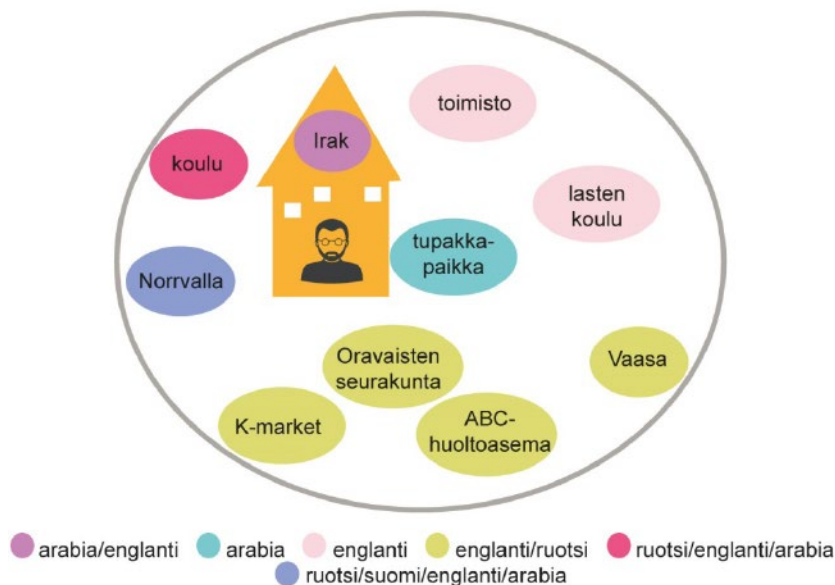 toimisto
Irak
koulu
lasten
koulu
tupakka-
paikka
Norrvalla
Oravaisten
seurakunta
Vaasa
K-market
ABC-
huoltoasema
arabia/englanti
arabia
englanti
englanti/ruotsi
ruotsi/englanti/arabia
ruotsi/suomi/englanti/arabia